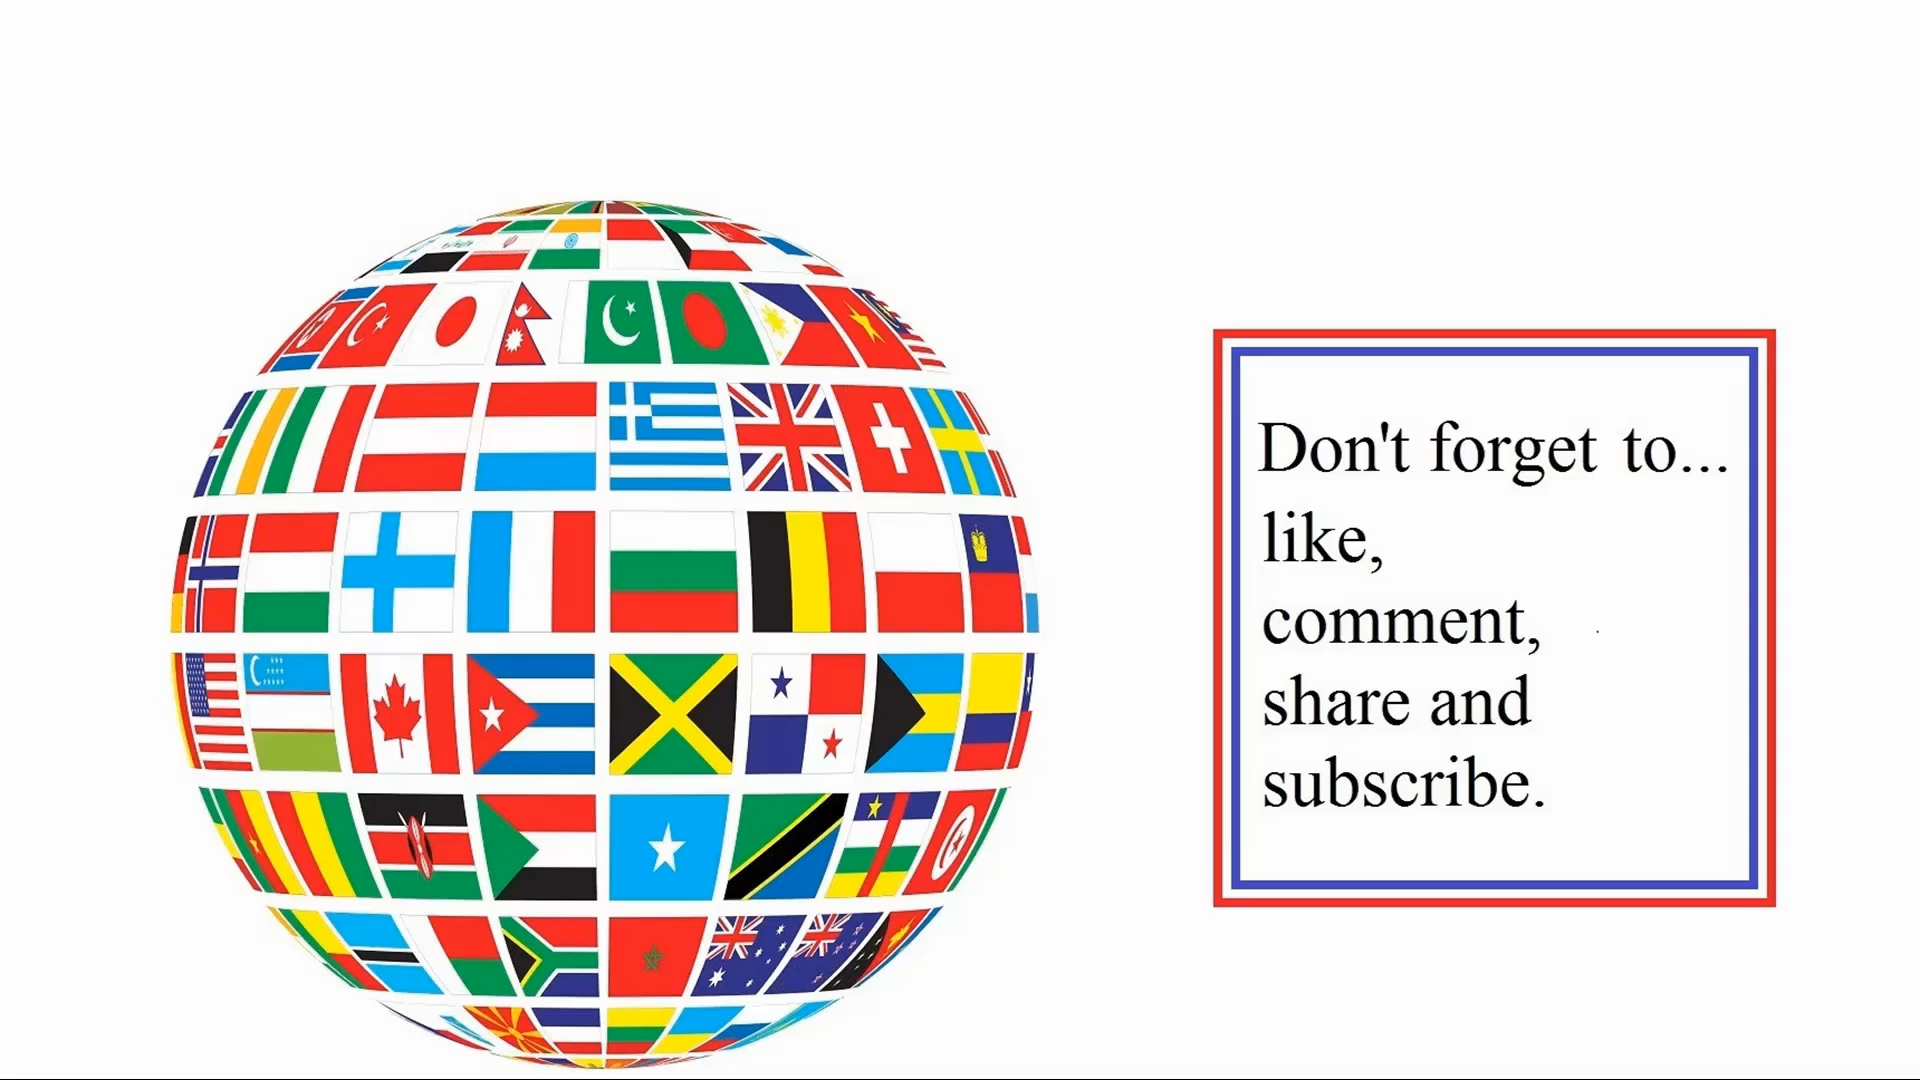 Don't forget to...
like,
comment,
share and
subscribe.